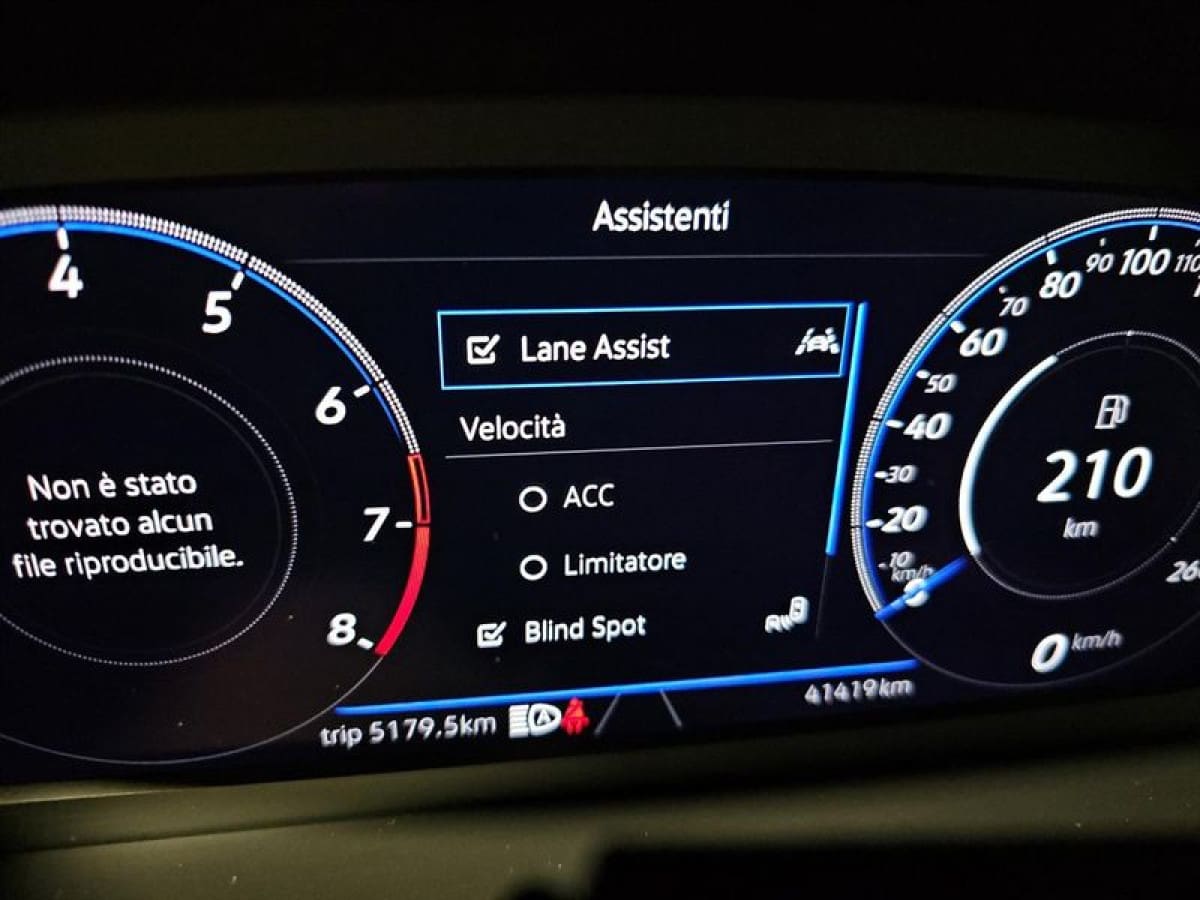 Assistenti
4
5
6
7
8
Non è stato
trovato alcun
file riproducibile.
Lane Assist
Velocità
ACC
Limitatore
Blind Spot
trip 5179.5km
41419km
110
100
90
80
70
60
50
40
30
20
10
km/h
210
km
260
0 km/h